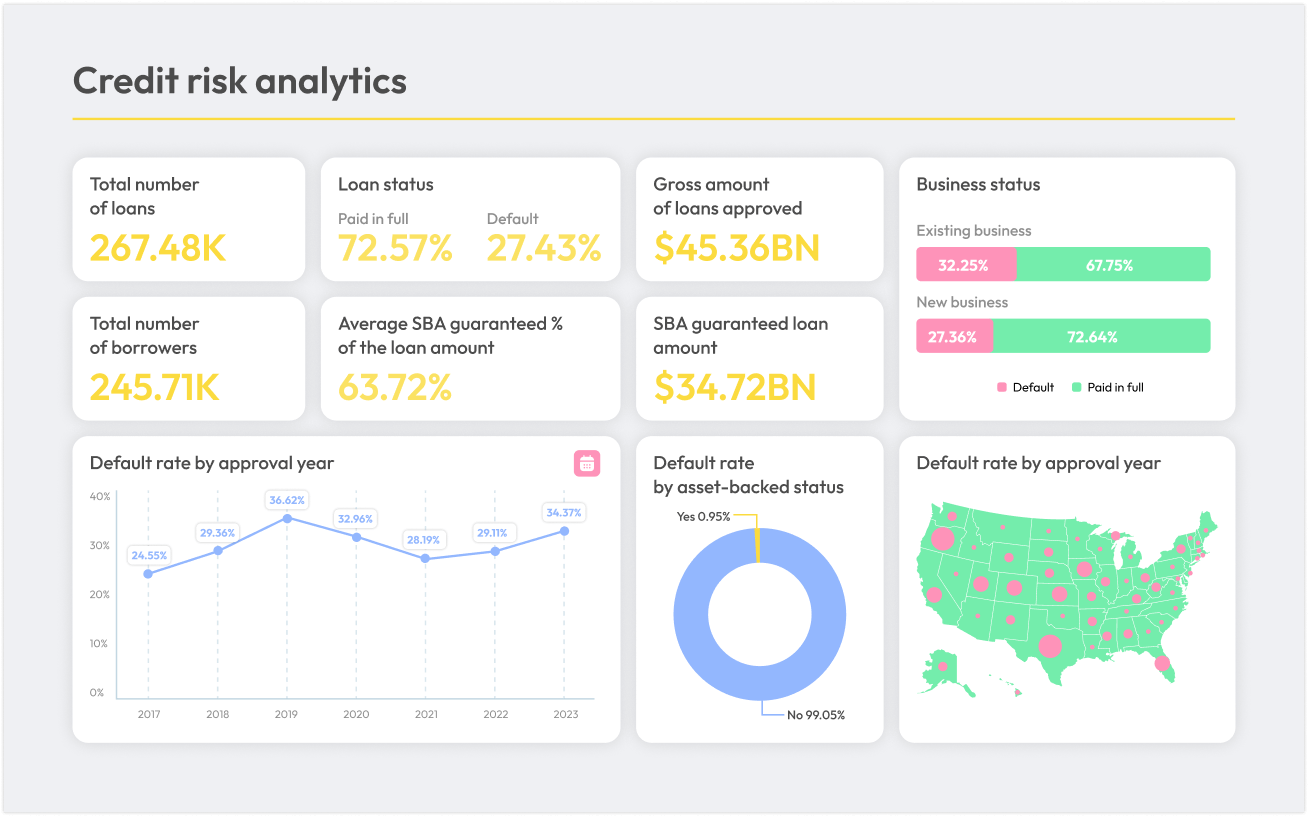 Credit risk analytics
Total number
of loans
267.48K
Loan status
Paid in full
72.57%
Default
27.43%
Gross amount
of loans approved
$45.36BN
Business status
Existing business
32.25% 67.75%
New business
27.36% 72.64%
Default Paid in full
Total number
of borrowers
245.71K
Average SBA guaranteed %
of the loan amount
63.72%
SBA guaranteed loan
amount
$34.72BN
Default rate by approval year
40%
30%
20%
10%
0%
24.55%
29.36%
36.62%
32.96%
28.19%
29.11%
34.37%
2017 2018 2019 2020 2021 2022 2023
Default rate
by asset-backed status
Yes 0.95%
No 99.05%
Default rate by approval year